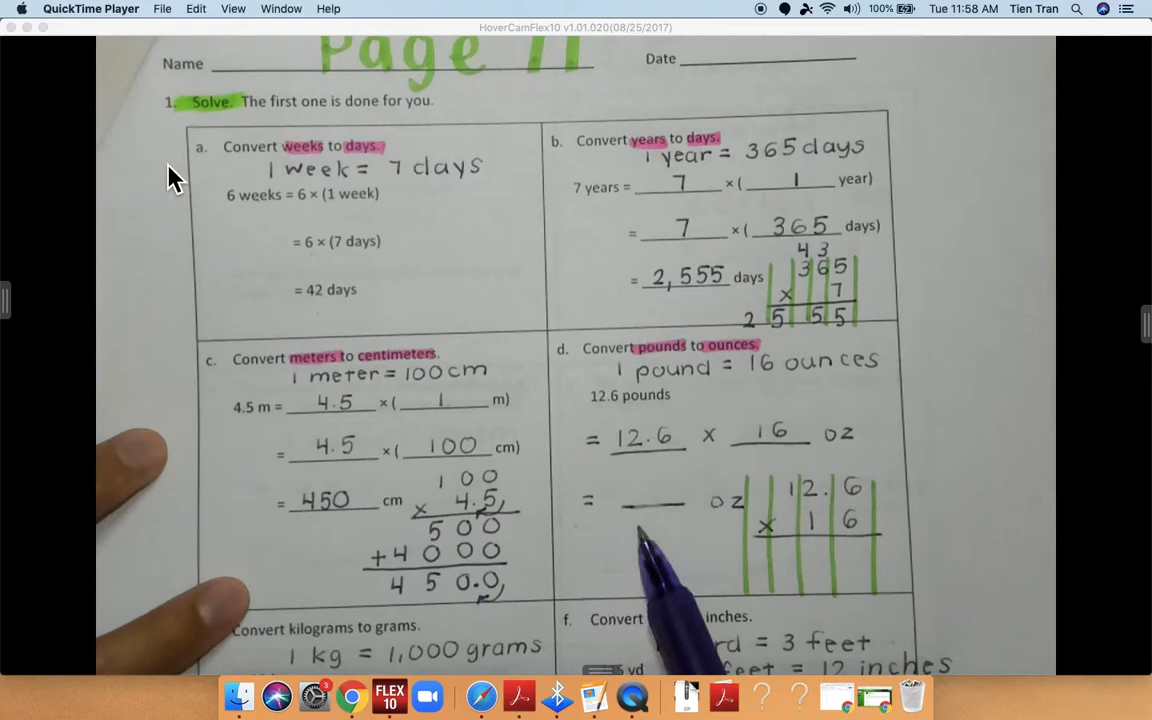 QuickTime Player File Edit View Window Help 100% Tue 11:58 AM Tien Tran
HoverCamFlex10 v1.01.020(08/25/2017)
Page 11
Name Date
1. Solve. The first one is done for you.
a. Convert weeks to days.
1 week = 7 days
6 weeks = 6 × (1 week)
= 6 × (7 days)
= 42 days
b. Convert years to days.
1 year = 365 days
7 years = 7 ×( 1 year)
= 7 ×( 365 days)
= 2,555 days
43
365
x 7
2555
c. Convert meters to centimeters.
1 meter = 100 cm
4.5 m = 4.5 ×( 1 m)
= 4.5 ×( 100 cm)
= 450 cm
100
x 4.5
500
+4000
450.0
d. Convert pounds to ounces.
1 pound = 16 ounces
12.6 pounds
= 12.6 x 16 oz
= oz
12.6
x 16
Convert kilograms to grams.
1 kg = 1,000 grams
f. Convert inches.
rd = 3 feet
yd feet = 12 inches
FLEX
10
3
ZIP